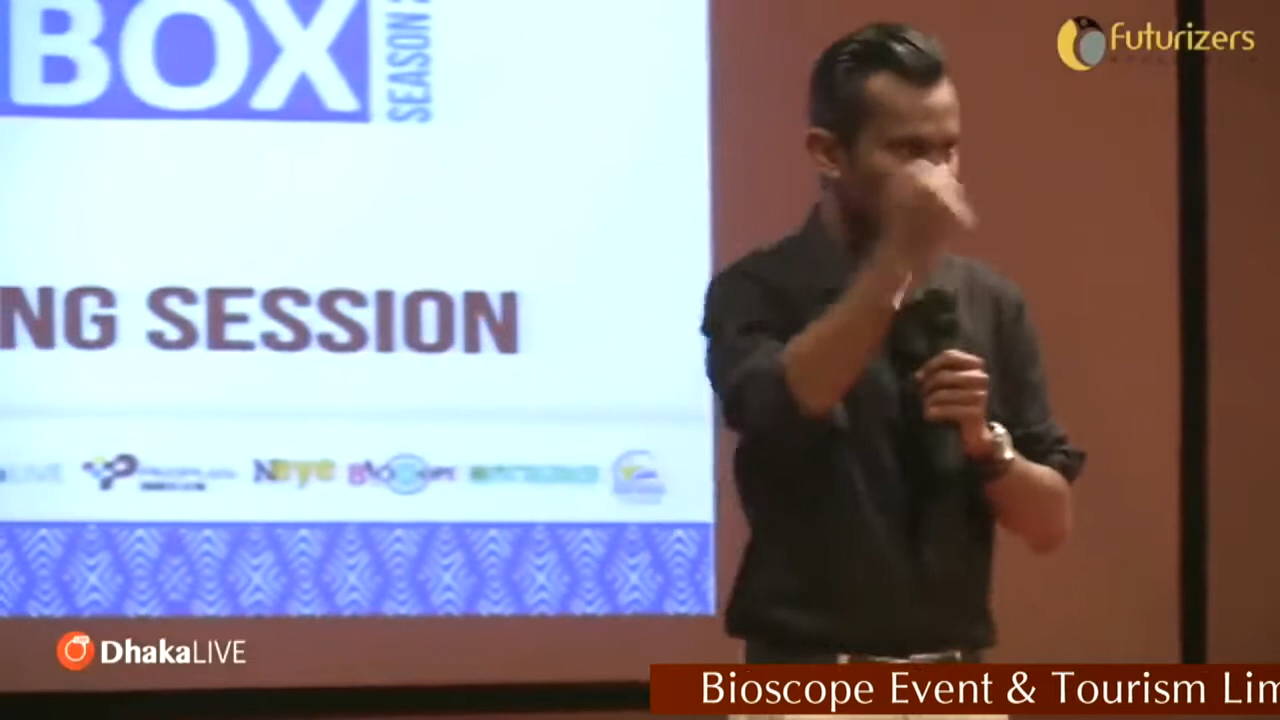 BOX
SEASON
Futurizers
NG SESSION
Naye
DhakaLIVE
Bioscope Event & Tourism Lim